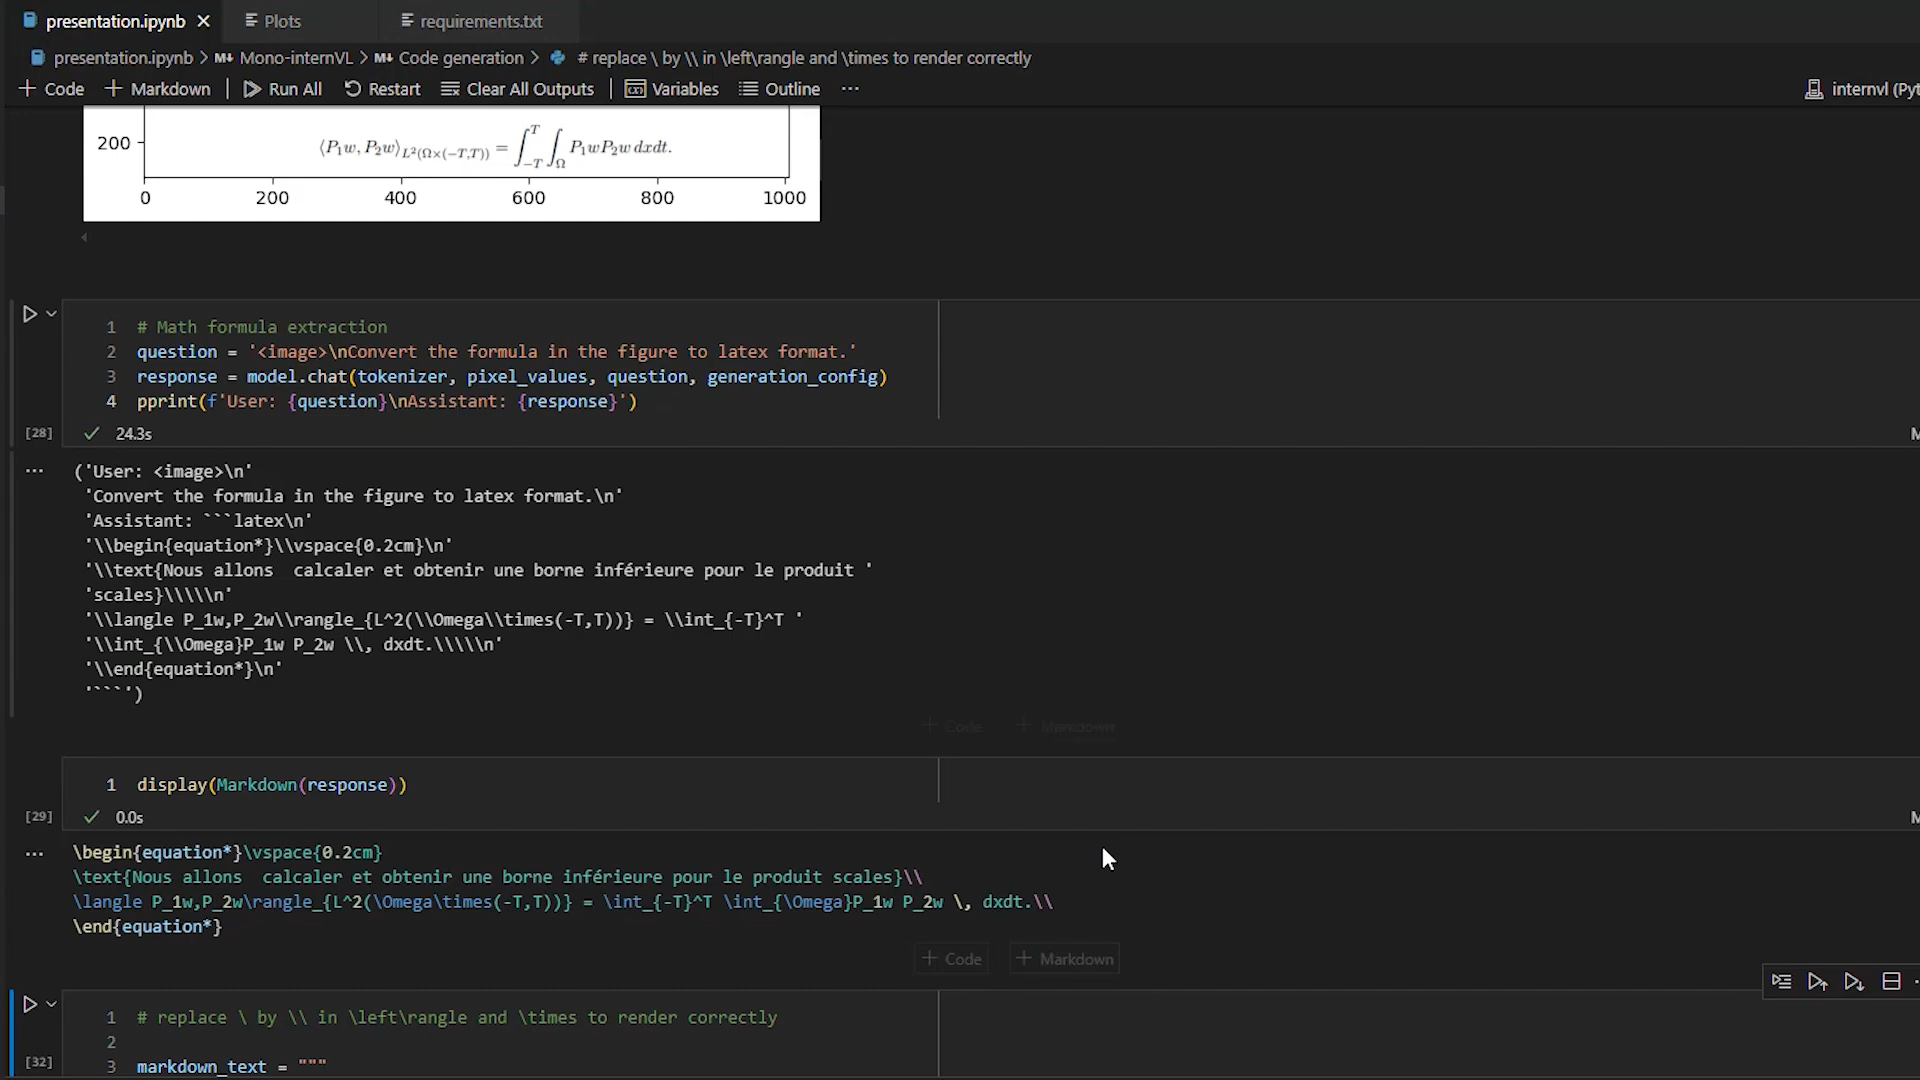 presentation.ipynb
Plots
requirements.txt
presentation.ipynb > M↓ Mono-internVL > M↓ Code generation > # replace \ by \\ in \left\rangle and \times to render correctly
+ Code + Markdown | Run All Restart Clear All Outputs | Variables Outline ···
internvl (Pyt
200
⟨P₁w, P₂w⟩_{L²(Ω×(−T,T))} = ∫_{−T}^{T} ∫_Ω P₁wP₂w dxdt.
0 200 400 600 800 1000
1 # Math formula extraction
2 question = '<image>\nConvert the formula in the figure to latex format.'
3 response = model.chat(tokenizer, pixel_values, question, generation_config)
4 pprint(f'User: {question}\nAssistant: {response}')
[28] ✓ 24.3s
('User: <image>\n'
'Convert the formula in the figure to latex format.\n'
'Assistant: ```latex\n'
'\\begin{equation*}\\vspace{0.2cm}\n'
'\\text{Nous allons  calcaler et obtenir une borne inférieure pour le produit '
'scales}\\\\\n'
'\\langle P_1w,P_2w\\rangle_{L^2(\\Omega\\times(-T,T))} = \\int_{-T}^T '
'\\int_{\\Omega}P_1w P_2w \\, dxdt.\\\\\n'
'\\end{equation*}\n'
'```')
+ Code + Markdown
1 display(Markdown(response))
[29] ✓ 0.0s
\begin{equation*}\vspace{0.2cm}
\text{Nous allons  calcaler et obtenir une borne inférieure pour le produit scales}\\
\langle P_1w,P_2w\rangle_{L^2(\Omega\times(-T,T))} = \int_{-T}^T \int_{\Omega}P_1w P_2w \, dxdt.\\
\end{equation*}
+ Code + Markdown
1 # replace \ by \\ in \left\rangle and \times to render correctly
2
[32] 3 markdown_text = """